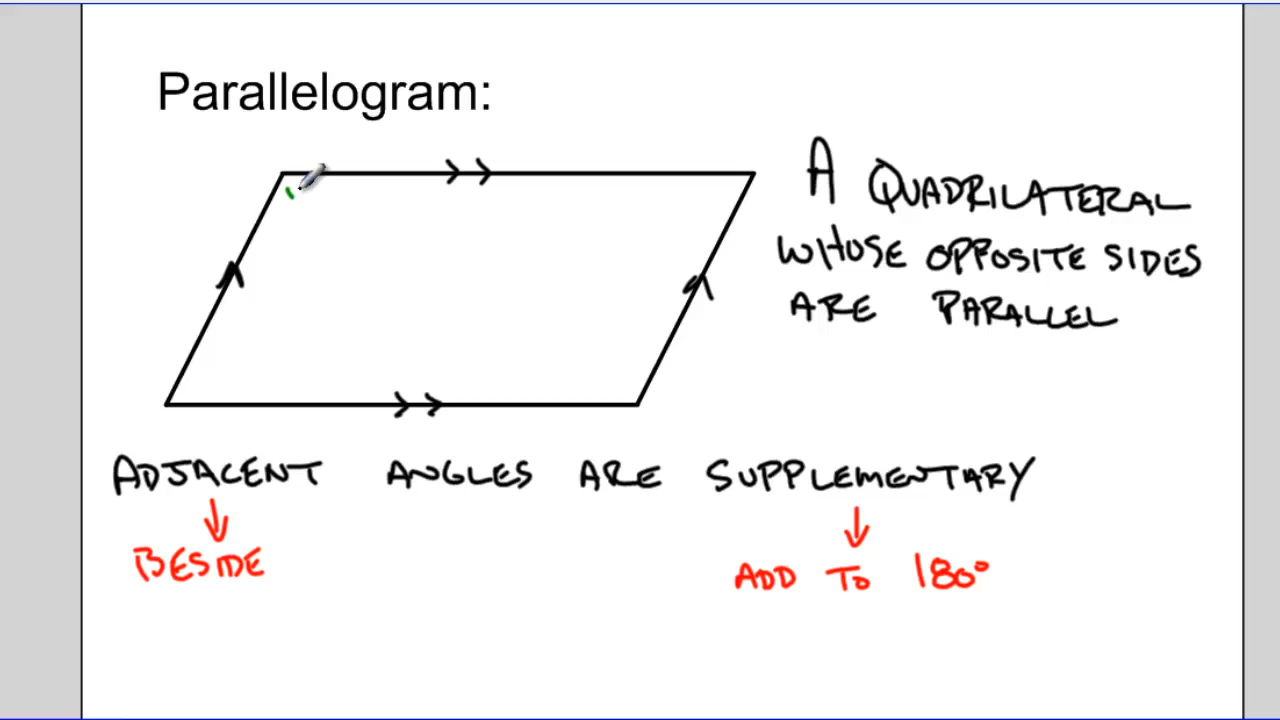 Parallelogram:
A QUADRILATERAL
WHOSE OPPOSITE SIDES
ARE PARALLEL
ADJACENT ANGLES ARE SUPPLEMENTARY
BESIDE
ADD TO 180°